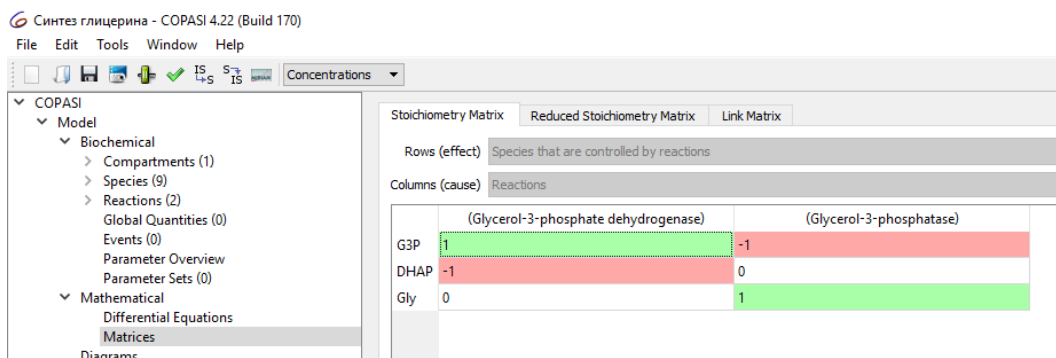 Синтез глицерина - COPASI 4.22 (Build 170)
File Edit Tools Window Help
IS S Concentrations
S IS
COPASI
Model
Biochemical
Compartments (1)
Species (9)
Reactions (2)
Global Quantities (0)
Events (0)
Parameter Overview
Parameter Sets (0)
Mathematical
Differential Equations
Matrices
Diagrams
Stoichiometry Matrix Reduced Stoichiometry Matrix Link Matrix
Rows (effect) Species that are controlled by reactions
Columns (cause) Reactions
(Glycerol-3-phosphate dehydrogenase) (Glycerol-3-phosphatase)
G3P 1 -1
DHAP -1 0
Gly 0 1